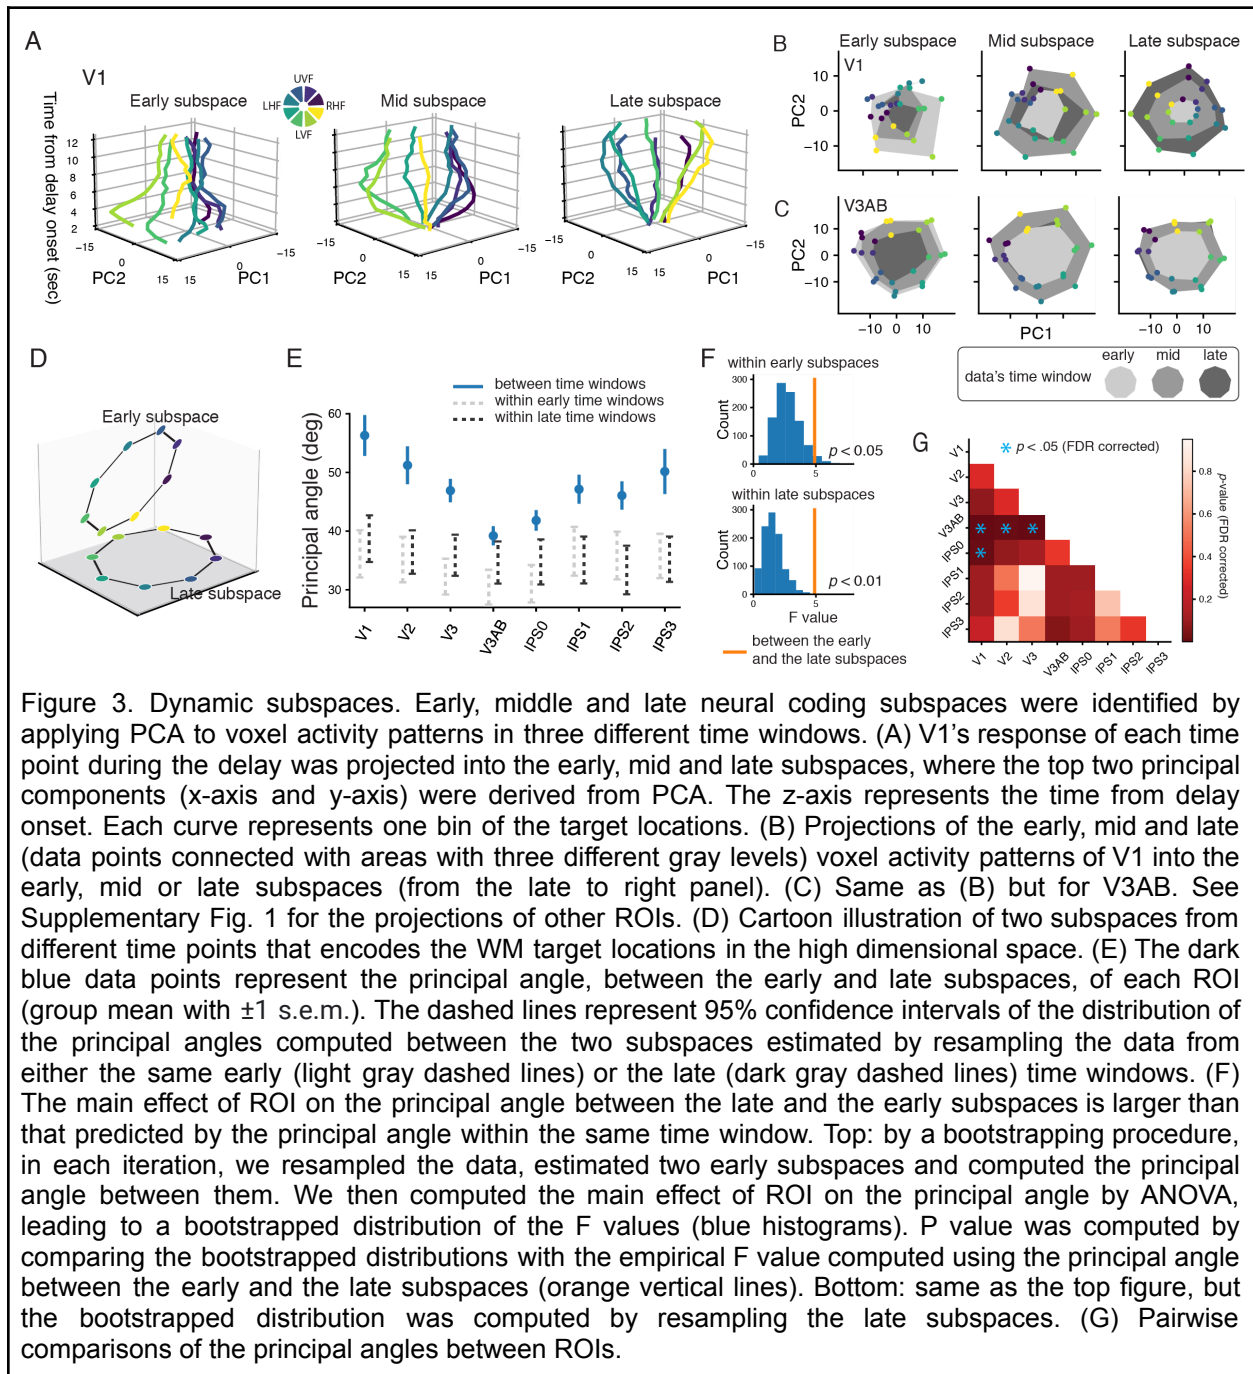 A
V1
UVF
LHF
RHF
LVF
Early subspace
Mid subspace
Late subspace
Time from delay onset (sec)
12
10
8
6
4
2
−15
0
15
PC2
15
0
−15
PC1
−15
0
15
PC2
15
0
−15
PC1
−15
0
15
PC2
15
0
−15
PC1
B
Early subspace
Mid subspace
Late subspace
V1
PC2
10
0
−10
C
V3AB
PC2
10
0
−10
−10 0 10
PC1
early mid late
data's time window
D
Early subspace
Late subspace
E
between time windows
within early time windows
within late time windows
Principal angle (deg)
60
50
40
30
V1
V2
V3
V3AB
IPS0
IPS1
IPS2
IPS3
F
within early subspaces
Count
300
200
100
0
0 5
p < 0.05
within late subspaces
Count
300
200
100
0
0 5
p < 0.01
F value
between the early
and the late subspaces
G
* p < .05 (FDR corrected)
V1
V2
V3
V3AB
IPS0
IPS1
IPS2
IPS3
V1
V2
V3
V3AB
IPS0
IPS1
IPS2
IPS3
0.8
0.6
0.4
0.2
p-value (FDR corrected)
Figure 3. Dynamic subspaces. Early, middle and late neural coding subspaces were identified by
applying PCA to voxel activity patterns in three different time windows. (A) V1's response of each time
point during the delay was projected into the early, mid and late subspaces, where the top two principal
components (x-axis and y-axis) were derived from PCA. The z-axis represents the time from delay
onset. Each curve represents one bin of the target locations. (B) Projections of the early, mid and late
(data points connected with areas with three different gray levels) voxel activity patterns of V1 into the
early, mid or late subspaces (from the late to right panel). (C) Same as (B) but for V3AB. See
Supplementary Fig. 1 for the projections of other ROIs. (D) Cartoon illustration of two subspaces from
different time points that encodes the WM target locations in the high dimensional space. (E) The dark
blue data points represent the principal angle, between the early and late subspaces, of each ROI
(group mean with ±1 s.e.m.). The dashed lines represent 95% confidence intervals of the distribution of
the principal angles computed between the two subspaces estimated by resampling the data from
either the same early (light gray dashed lines) or the late (dark gray dashed lines) time windows. (F)
The main effect of ROI on the principal angle between the late and the early subspaces is larger than
that predicted by the principal angle within the same time window. Top: by a bootstrapping procedure,
in each iteration, we resampled the data, estimated two early subspaces and computed the principal
angle between them. We then computed the main effect of ROI on the principal angle by ANOVA,
leading to a bootstrapped distribution of the F values (blue histograms). P value was computed by
comparing the bootstrapped distributions with the empirical F value computed using the principal angle
between the early and the late subspaces (orange vertical lines). Bottom: same as the top figure, but
the bootstrapped distribution was computed by resampling the late subspaces. (G) Pairwise
comparisons of the principal angles between ROIs.